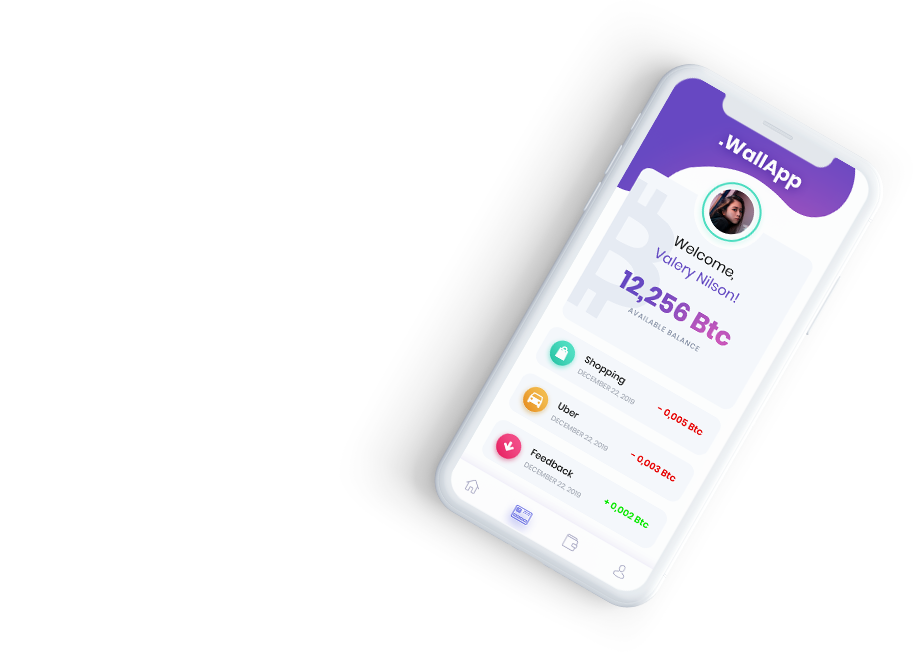 .WallApp
Welcome,
Valery Nilson!
12,256 Btc
AVAILABLE BALANCE
Shopping
DECEMBER 22, 2019
- 0,005 Btc
Uber
DECEMBER 22, 2019
- 0,003 Btc
Feedback
DECEMBER 22, 2019
+ 0,002 Btc